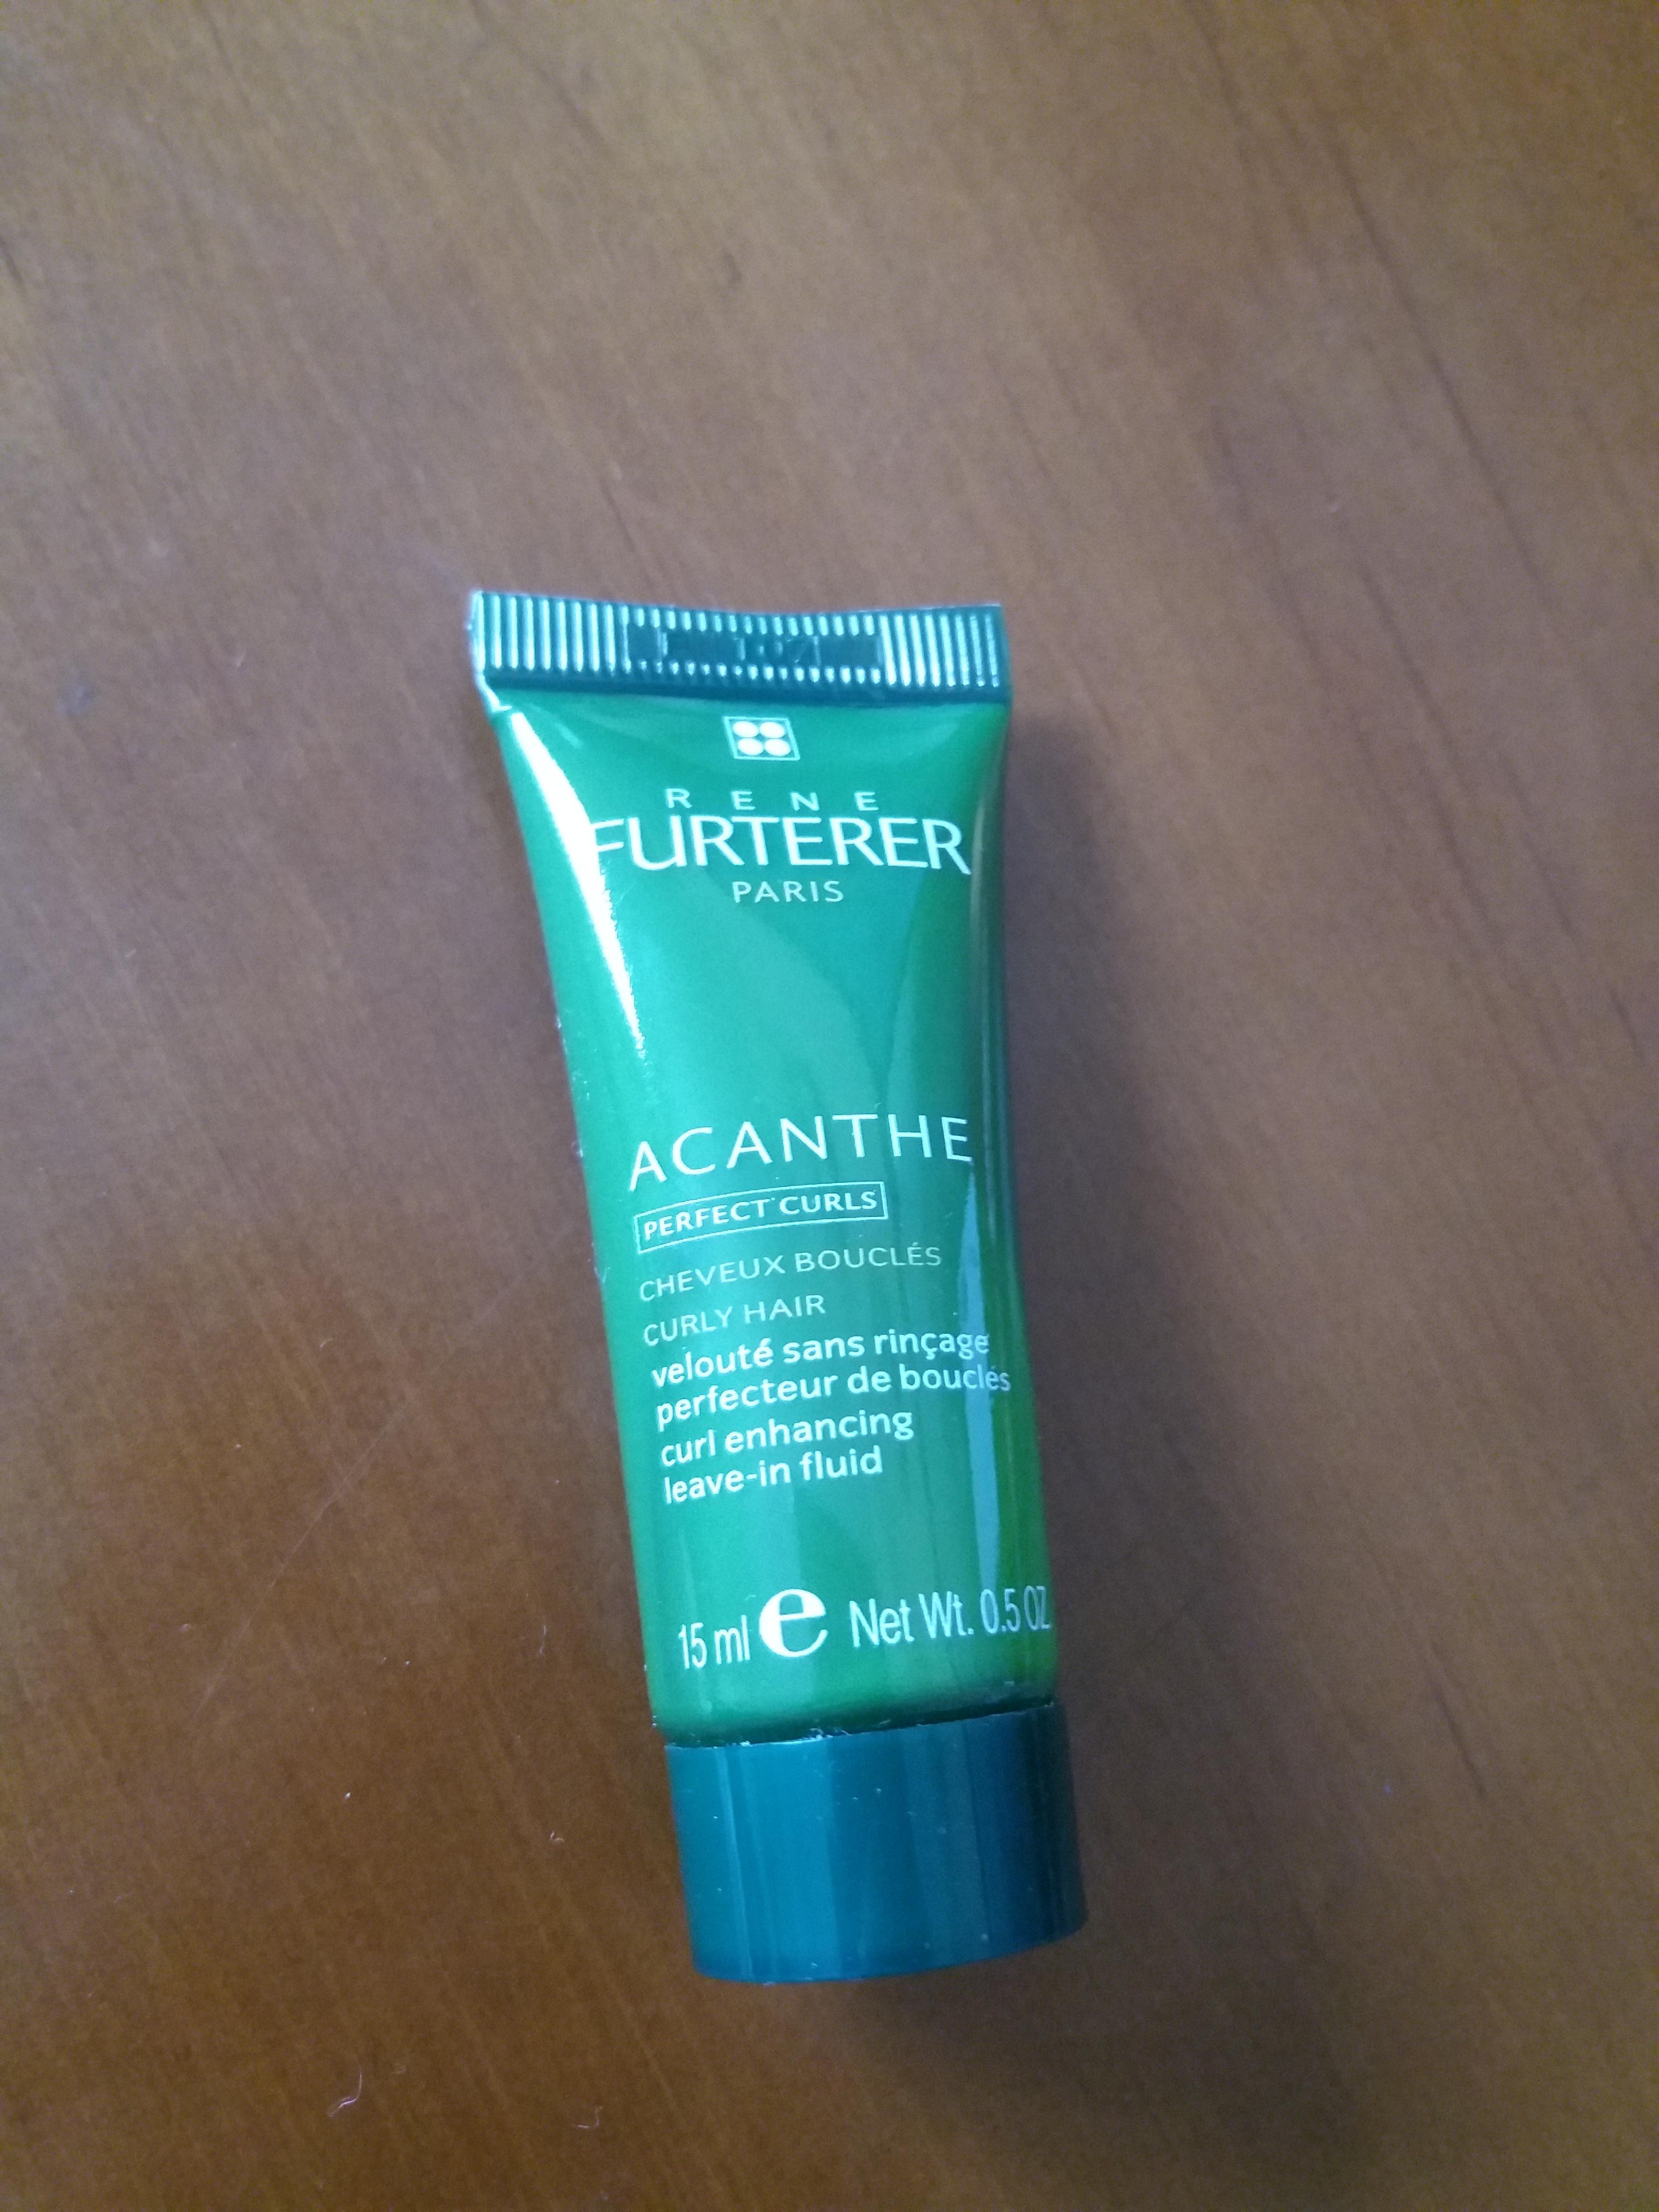 RENE
FURTERER
PARIS
ACANTHE
PERFECT CURLS
CHEVEUX BOUCLÉS
CURLY HAIR
velouté sans rinçage
perfecteur de boucles
curl enhancing
leave-in fluid
15 ml e Net Wt. 0.5 OZ